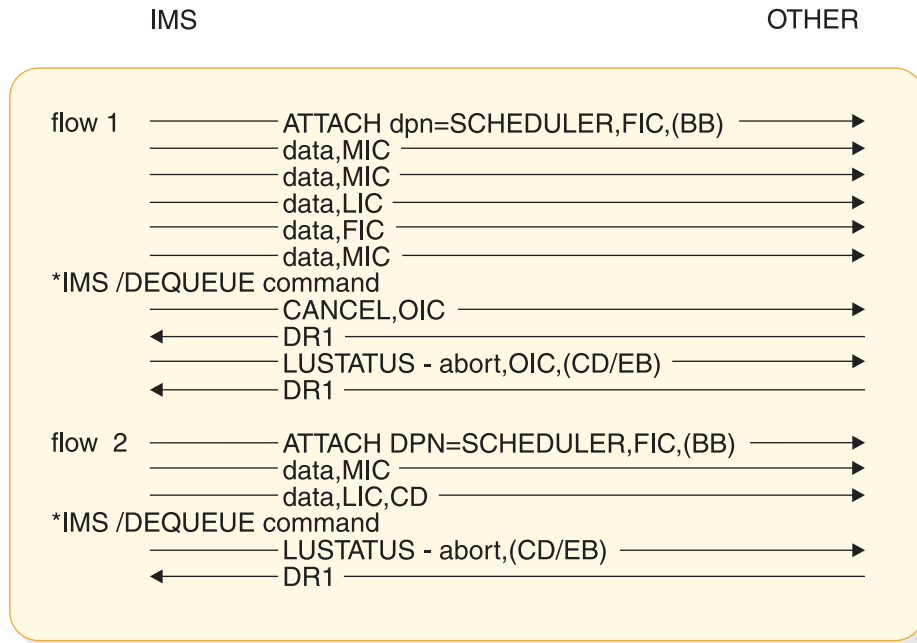 IMS OTHER
flow 1 ATTACH dpn=SCHEDULER,FIC,(BB)
data,MIC
data,MIC
data,LIC
data,FIC
data,MIC
*IMS /DEQUEUE command
CANCEL,OIC
DR1
LUSTATUS - abort,OIC,(CD/EB)
DR1
flow 2 ATTACH DPN=SCHEDULER,FIC,(BB)
data,MIC
data,LIC,CD
*IMS /DEQUEUE command
LUSTATUS - abort,(CD/EB)
DR1